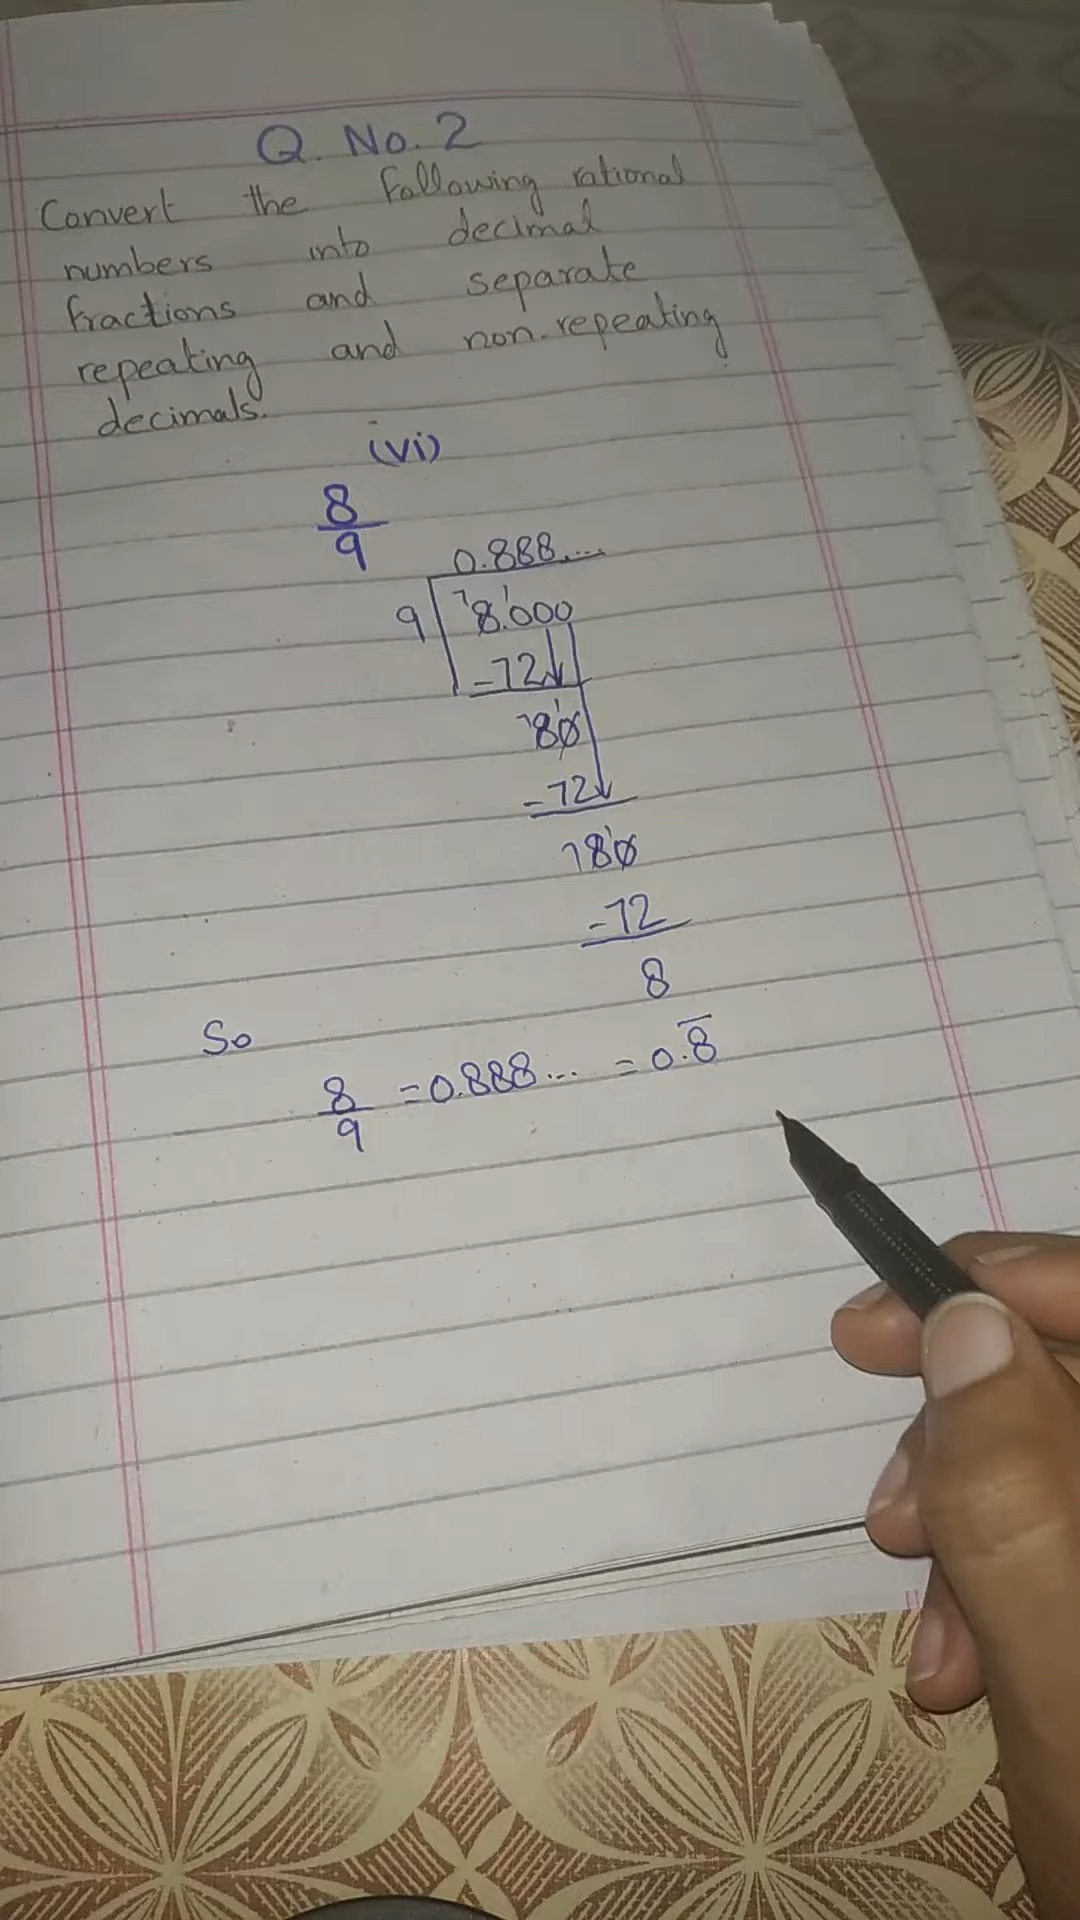 Q. No. 2
Convert the following rational
numbers into decimal
fractions and separate
repeating and non-repeating
decimals.
(vi)
8/9
0.888....
9 8.000
-72
80
-72
80
-72
8
So
8/9 = 0.888... = 0.8̅